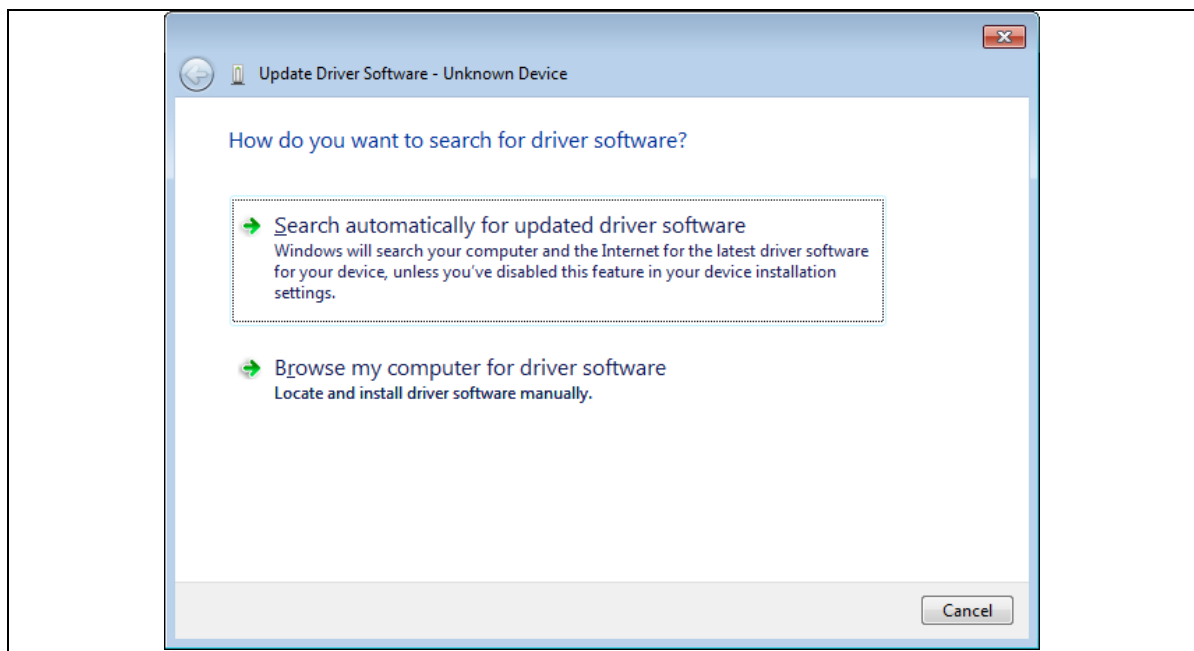 Update Driver Software - Unknown Device
How do you want to search for driver software?
Search automatically for updated driver software
Windows will search your computer and the Internet for the latest driver software
for your device, unless you've disabled this feature in your device installation
settings.
Browse my computer for driver software
Locate and install driver software manually.
Cancel